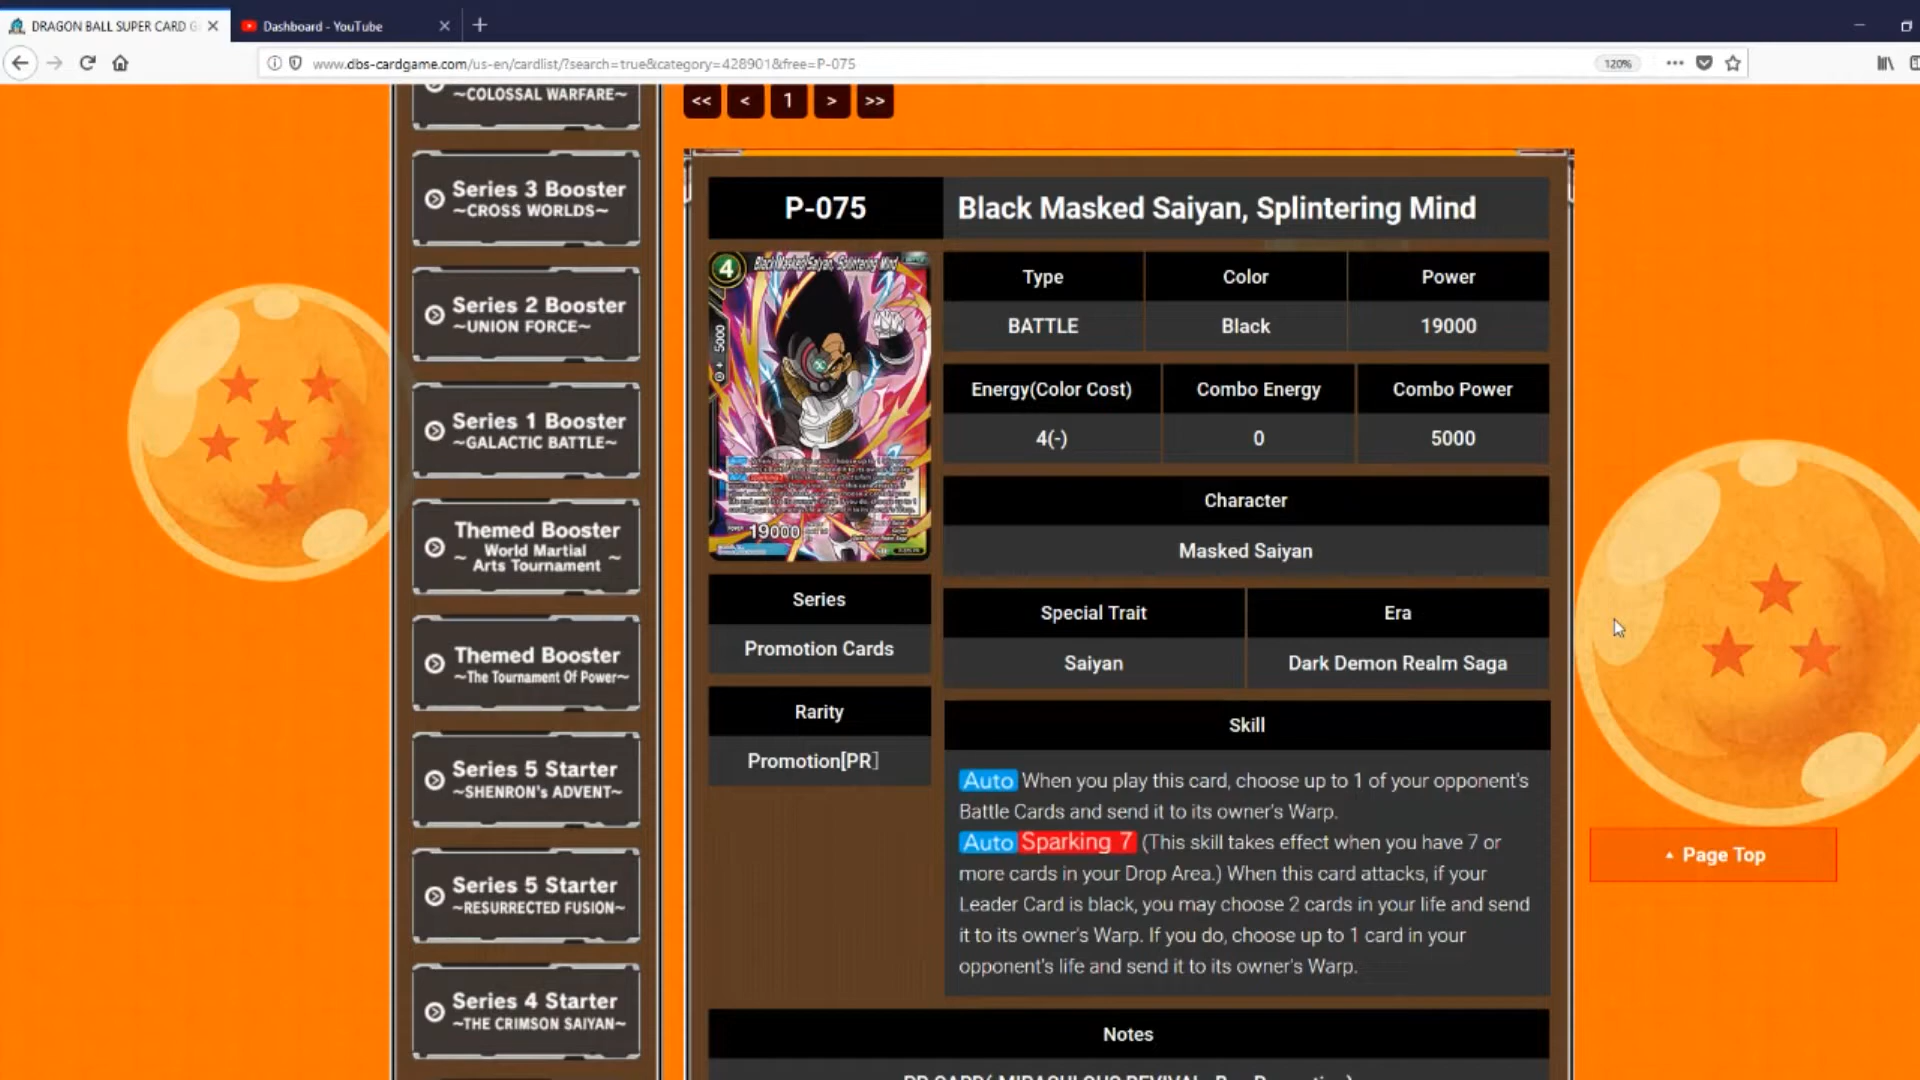 DRAGON BALL SUPER CARD G
Dashboard - YouTube
www.dbs-cardgame.com/us-en/cardlist/?search=true&category=428901&free=P-075
120%
~COLOSSAL WARFARE~
Series 3 Booster
~CROSS WORLDS~
Series 2 Booster
~UNION FORCE~
Series 1 Booster
~GALACTIC BATTLE~
Themed Booster
~ World Martial Arts Tournament ~
Themed Booster
~The Tournament Of Power~
Series 5 Starter
~SHENRON's ADVENT~
Series 5 Starter
~RESURRECTED FUSION~
Series 4 Starter
~THE CRIMSON SAIYAN~
<< < 1 > >>
P-075
Black Masked Saiyan, Splintering Mind
4
Black Masked Saiyan, Splintering Mind
5000
19000
Type Color Power
BATTLE Black 19000
Energy(Color Cost) Combo Energy Combo Power
4(-) 0 5000
Character
Masked Saiyan
Series
Promotion Cards
Rarity
Promotion[PR]
Special Trait Era
Saiyan Dark Demon Realm Saga
Skill
Auto When you play this card, choose up to 1 of your opponent's
Battle Cards and send it to its owner's Warp.
Auto Sparking 7 (This skill takes effect when you have 7 or
more cards in your Drop Area.) When this card attacks, if your
Leader Card is black, you may choose 2 cards in your life and send
it to its owner's Warp. If you do, choose up to 1 card in your
opponent's life and send it to its owner's Warp.
Notes
Page Top